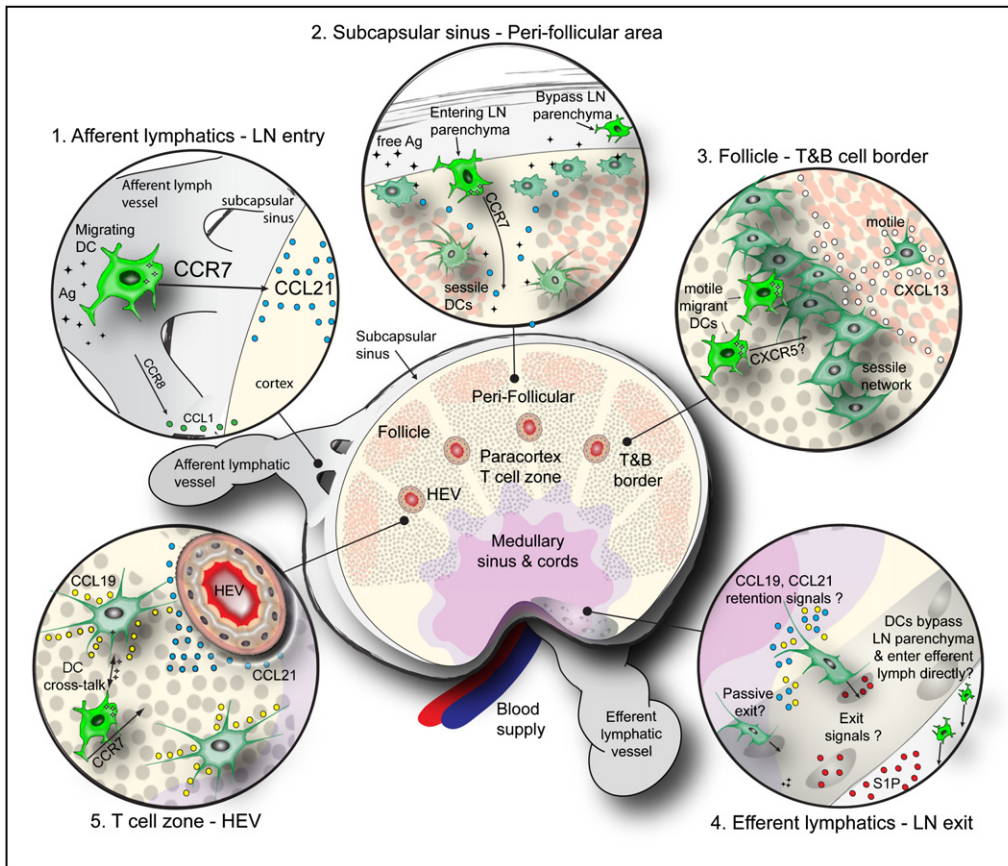 2. Subcapsular sinus - Peri-follicular area
Entering LN
parenchyma
Bypass LN
parenchyma
free Ag
CCR7
sessile
DCs
1. Afferent lymphatics - LN entry
Afferent lymph
vessel
subcapsular
sinus
Migrating
DC
CCR7
CCL21
Ag
CCR8
cortex
CCL1
3. Follicle - T&B cell border
motile
CXCL13
motile
migrant
DCs
CXCR5?
sessile
network
Subcapsular
sinus
Peri-Follicular
Follicle
Paracortex
T cell zone
T&B
border
HEV
Medullary
sinus & cords
Afferent lymphatic
vessel
Blood
supply
Efferent
lymphatic
vessel
CCL19
HEV
DC
cross-talk
CCL21
CCR7
5. T cell zone - HEV
CCL19, CCL21
retention signals ?
DCs bypass
LN parenchyma
& enter efferent
lymph directly?
Passive
exit?
Exit
signals ?
S1P
4. Efferent lymphatics - LN exit